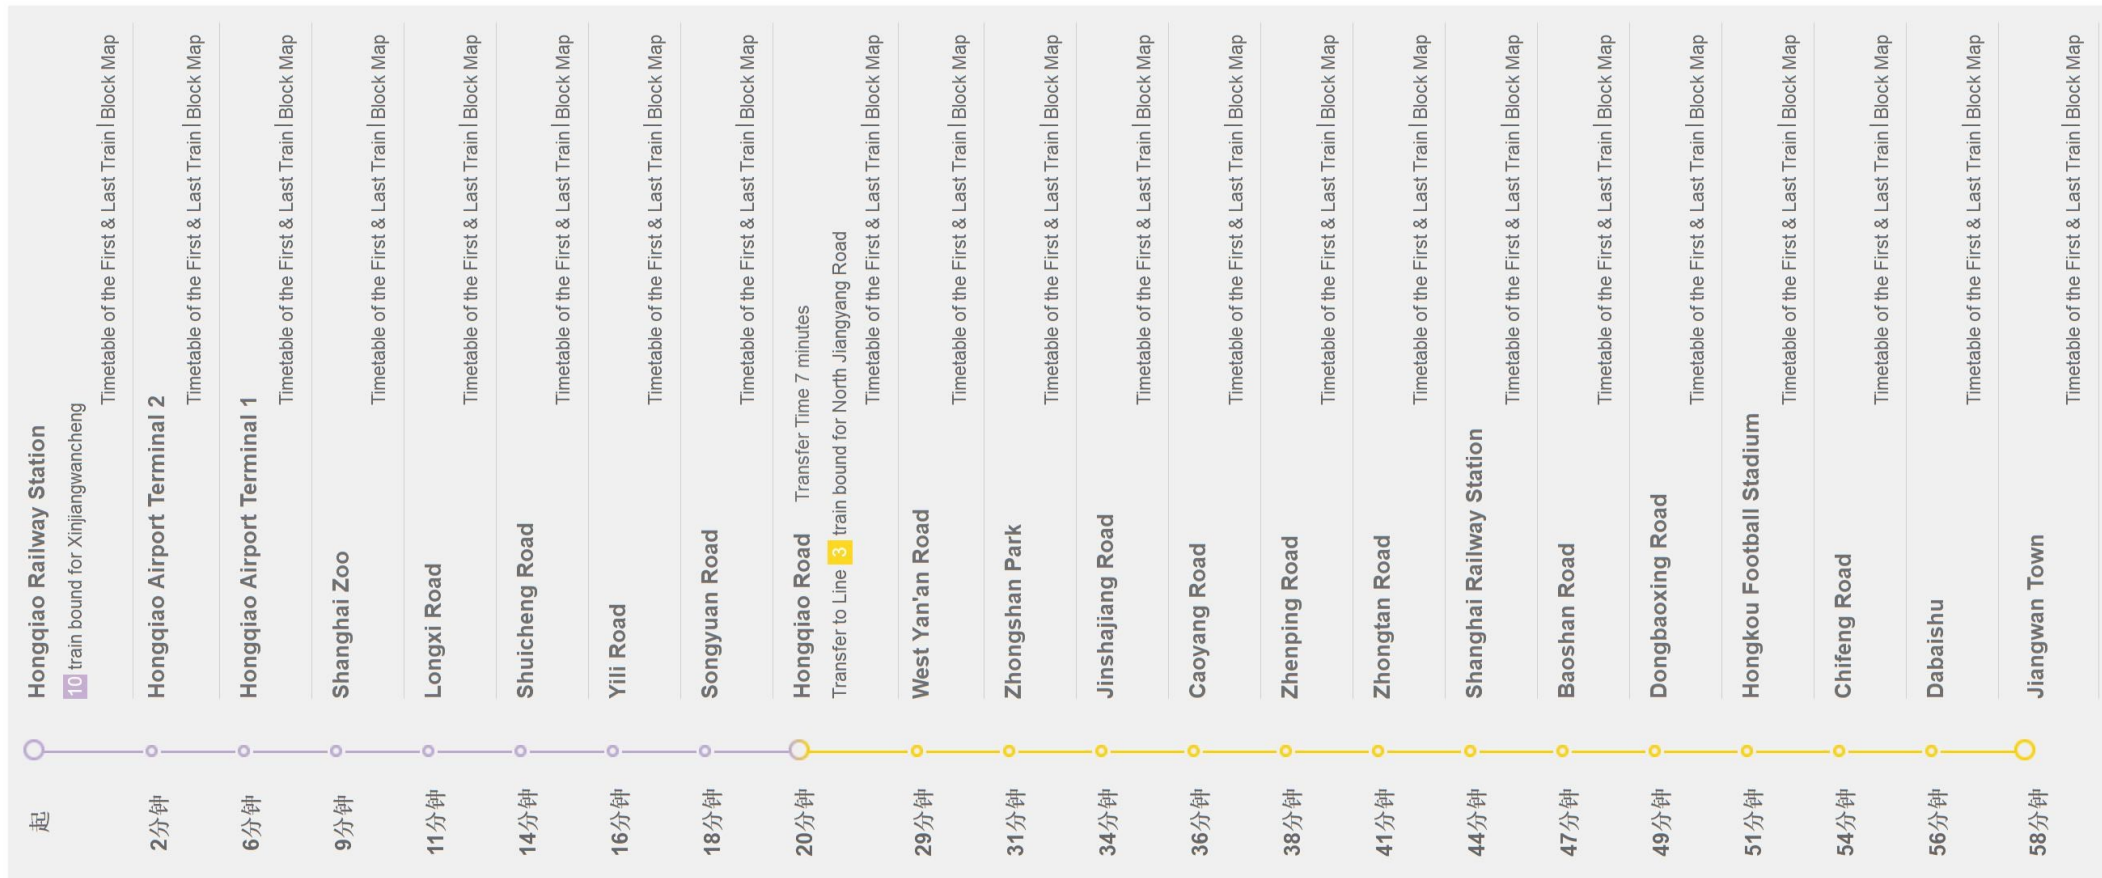 Hongqiao Railway Station
10 train bound for Xinjiangwancheng
Timetable of the First & Last Train | Block Map
起
Hongqiao Airport Terminal 2
Timetable of the First & Last Train | Block Map
2分钟
Hongqiao Airport Terminal 1
Timetable of the First & Last Train | Block Map
6分钟
Shanghai Zoo
Timetable of the First & Last Train | Block Map
9分钟
Longxi Road
Timetable of the First & Last Train | Block Map
11分钟
Shuicheng Road
Timetable of the First & Last Train | Block Map
14分钟
Yili Road
Timetable of the First & Last Train | Block Map
16分钟
Songyuan Road
Timetable of the First & Last Train | Block Map
18分钟
Hongqiao Road Transfer Time 7 minutes
Transfer to Line 3 train bound for North Jiangyang Road
Timetable of the First & Last Train | Block Map
20分钟
West Yan'an Road
Timetable of the First & Last Train | Block Map
29分钟
Zhongshan Park
Timetable of the First & Last Train | Block Map
31分钟
Jinshajiang Road
Timetable of the First & Last Train | Block Map
34分钟
Caoyang Road
Timetable of the First & Last Train | Block Map
36分钟
Zhenping Road
Timetable of the First & Last Train | Block Map
38分钟
Zhongtan Road
Timetable of the First & Last Train | Block Map
41分钟
Shanghai Railway Station
Timetable of the First & Last Train | Block Map
44分钟
Baoshan Road
Timetable of the First & Last Train | Block Map
47分钟
Dongbaoxing Road
Timetable of the First & Last Train | Block Map
49分钟
Hongkou Football Stadium
Timetable of the First & Last Train | Block Map
51分钟
Chifeng Road
Timetable of the First & Last Train | Block Map
54分钟
Dabaishu
Timetable of the First & Last Train | Block Map
56分钟
Jiangwan Town
Timetable of the First & Last Train | Block Map
58分钟